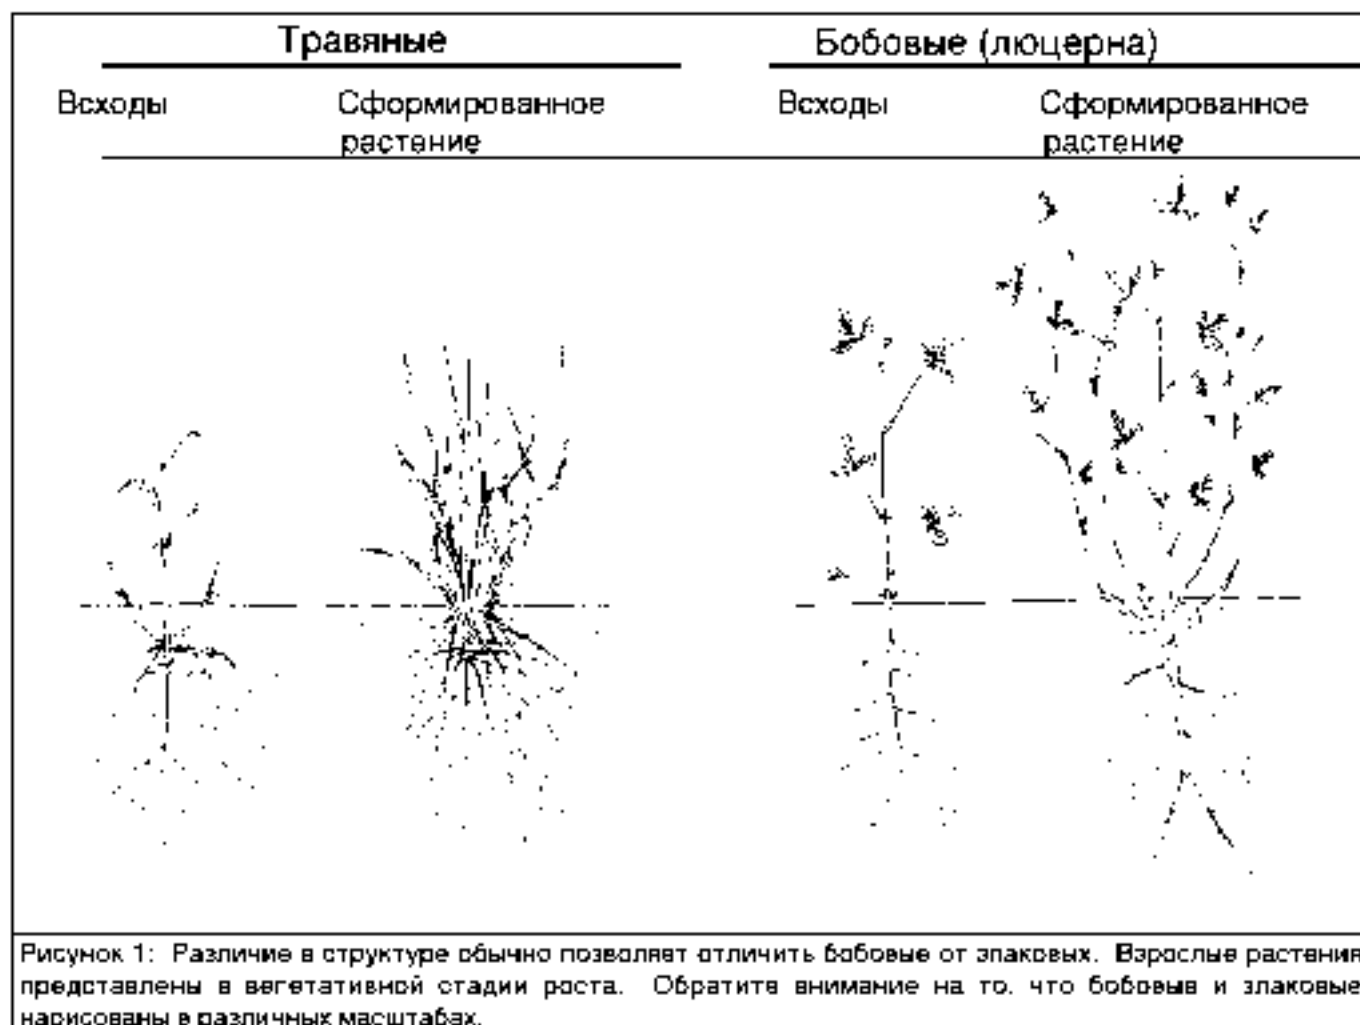 Травяные
Бобовые (люцерна)
Всходы
Сформированное
растение
Всходы
Сформированное
растение
Рисунок 1: Различие в структуре обычно позволяет отличить бобовые от злаковых. Взрослые растения
представлены в вегетативной стадии роста. Обратите внимание на то, что бобовые и злаковые
нарисованы в различных масштабах.